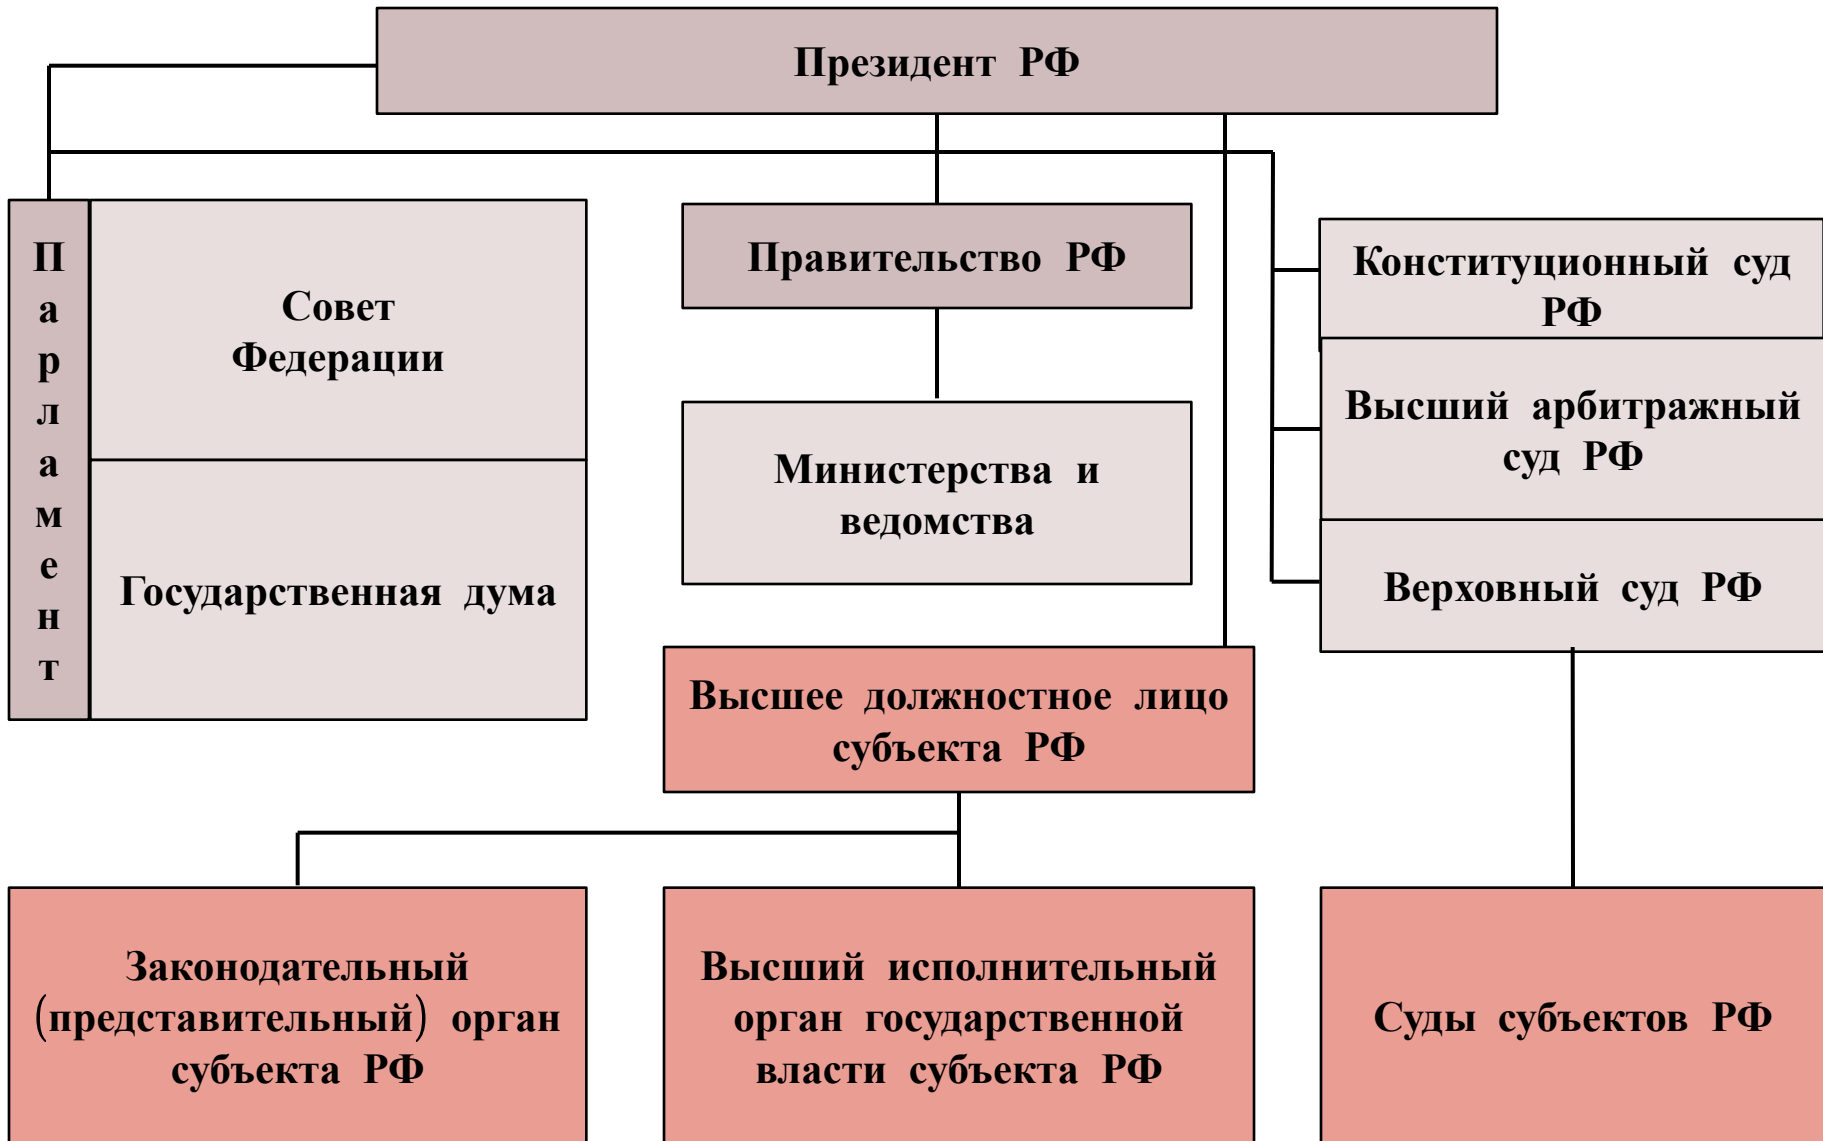 Президент РФ
Парламент
Совет
Федерации
Государственная дума
Правительство РФ
Министерства и
ведомства
Конституционный суд
РФ
Высший арбитражный
суд РФ
Верховный суд РФ
Высшее должностное лицо
субъекта РФ
Законодательный
(представительный) орган
субъекта РФ
Высший исполнительный
орган государственной
власти субъекта РФ
Суды субъектов РФ